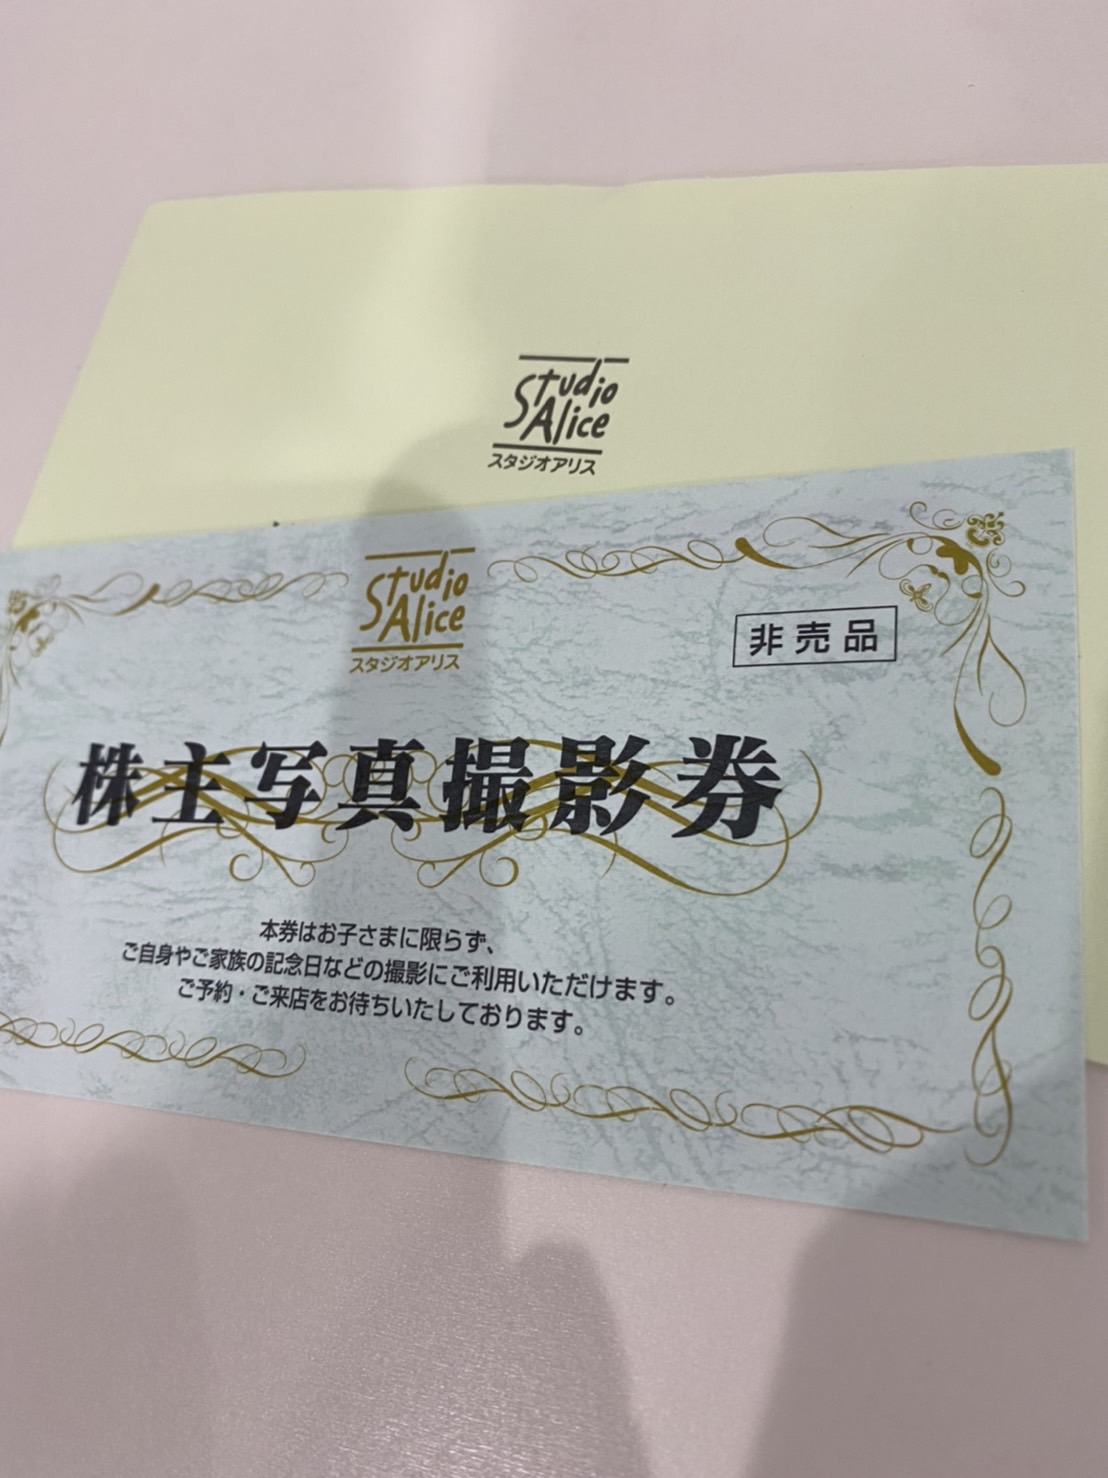 Studio
Alice
スタジオアリス
Studio
Alice
スタジオアリス
非売品
株主写真撮影券
本券はお子さまに限らず、
ご自身やご家族の記念日などの撮影にご利用いただけます。
ご予約・ご来店をお待ちいたしております。